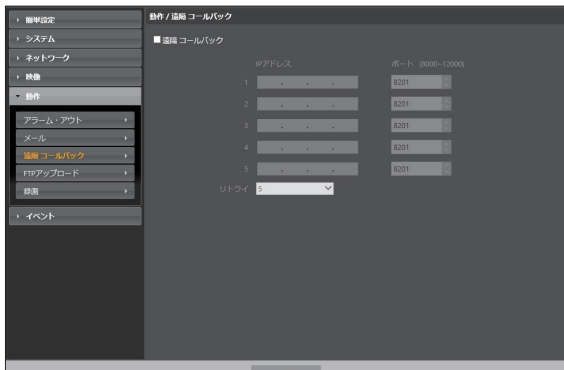 簡単設定
システム
ネットワーク
映像
動作
アラーム・アウト
メール
遠隔 コールバック
FTPアップロード
録画
イベント
動作 / 遠隔 コールバック
遠隔 コールバック
IPアドレス ポート (8000~12000)
1 . . . 8201
2 . . . 8201
3 . . . 8201
4 . . . 8201
5 . . . 8201
リトライ 5